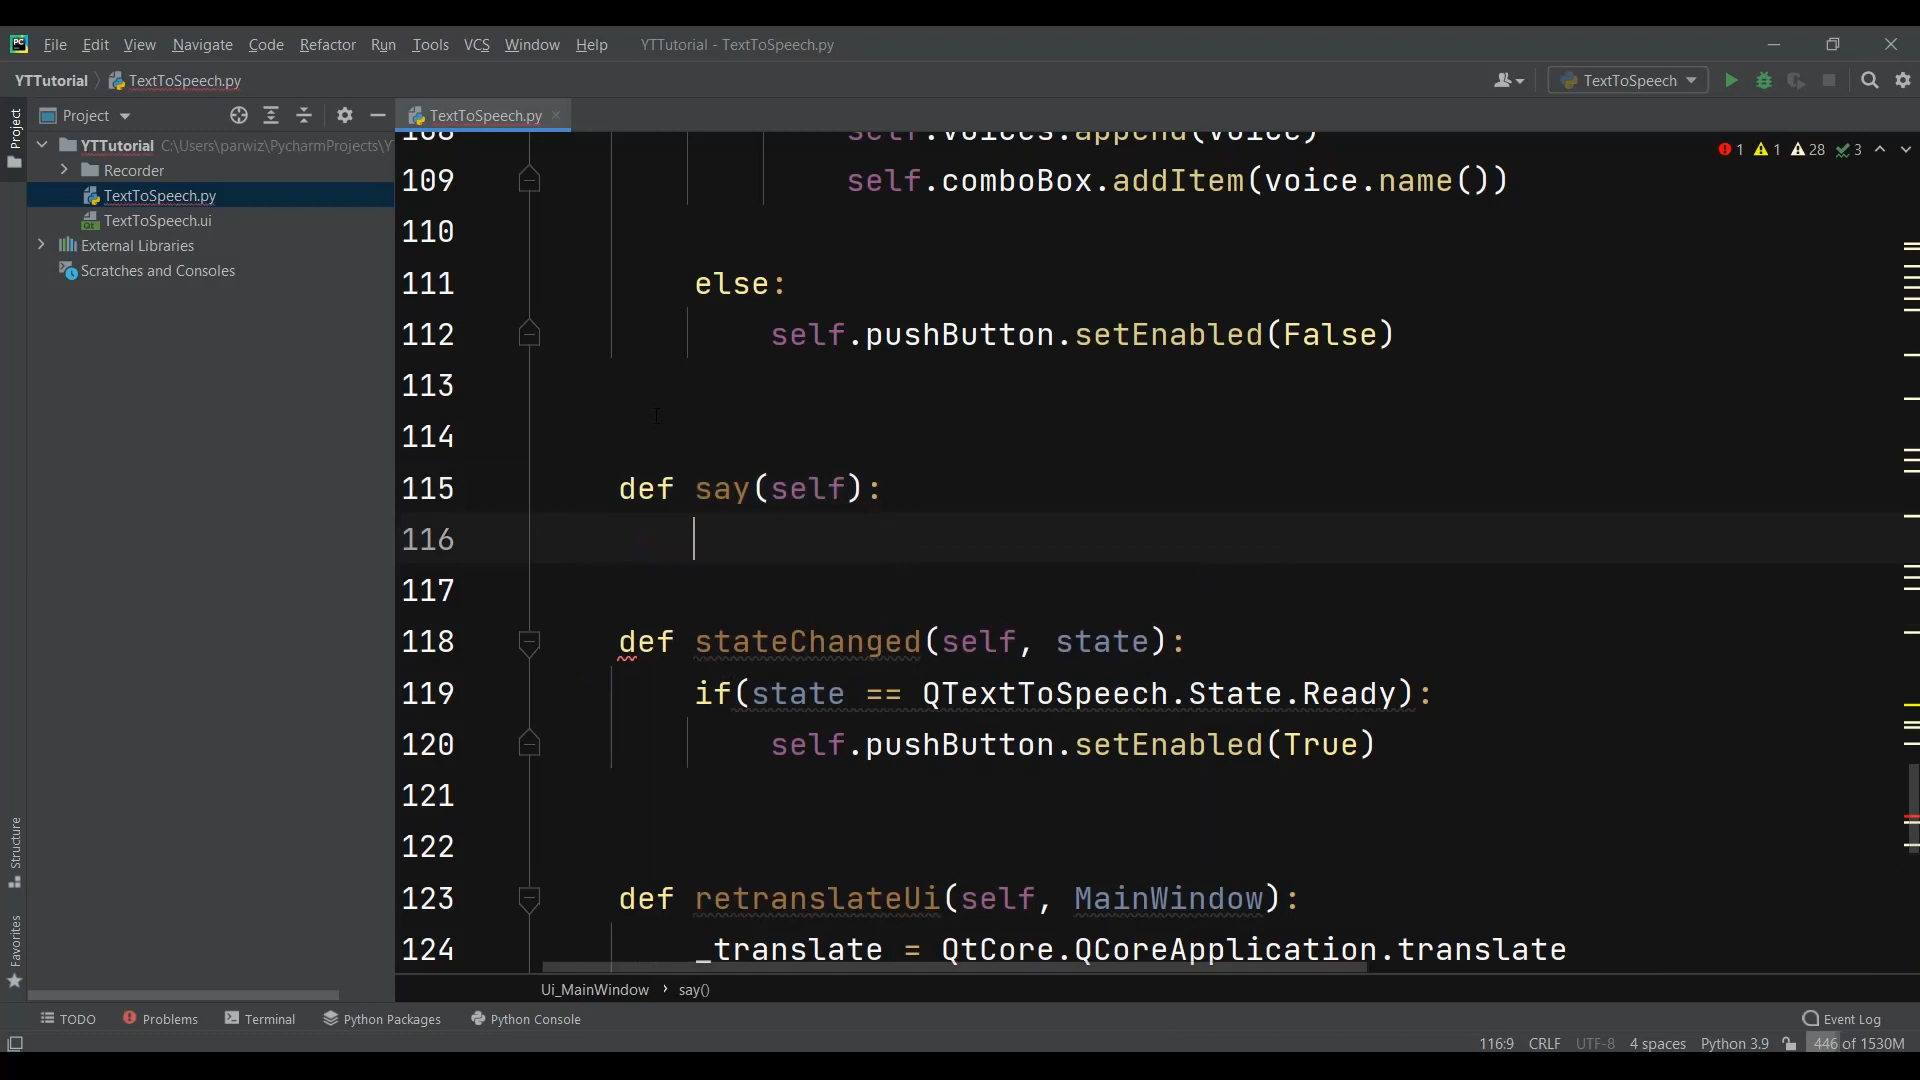 PC File Edit View Navigate Code Refactor Run Tools VCS Window Help YTTutorial - TextToSpeech.py
YTTutorial TextToSpeech.py TextToSpeech
Project Project TextToSpeech.py
YTTutorial C:\Users\parwiz\PycharmProjects\Y
Recorder
TextToSpeech.py
TextToSpeech.ui
External Libraries
Scratches and Consoles
1 1 28 3
108 self.voices.append(voice)
109 self.comboBox.addItem(voice.name())
110
111 else:
112 self.pushButton.setEnabled(False)
113
114
115 def say(self):
116
117
118 def stateChanged(self, state):
119 if(state == QTextToSpeech.State.Ready):
120 self.pushButton.setEnabled(True)
121
122
123 def retranslateUi(self, MainWindow):
124 _translate = QtCore.QCoreApplication.translate
Structure
Favorites
Ui_MainWindow › say()
TODO Problems Terminal Python Packages Python Console Event Log
116:9 CRLF UTF-8 4 spaces Python 3.9 446 of 1530M